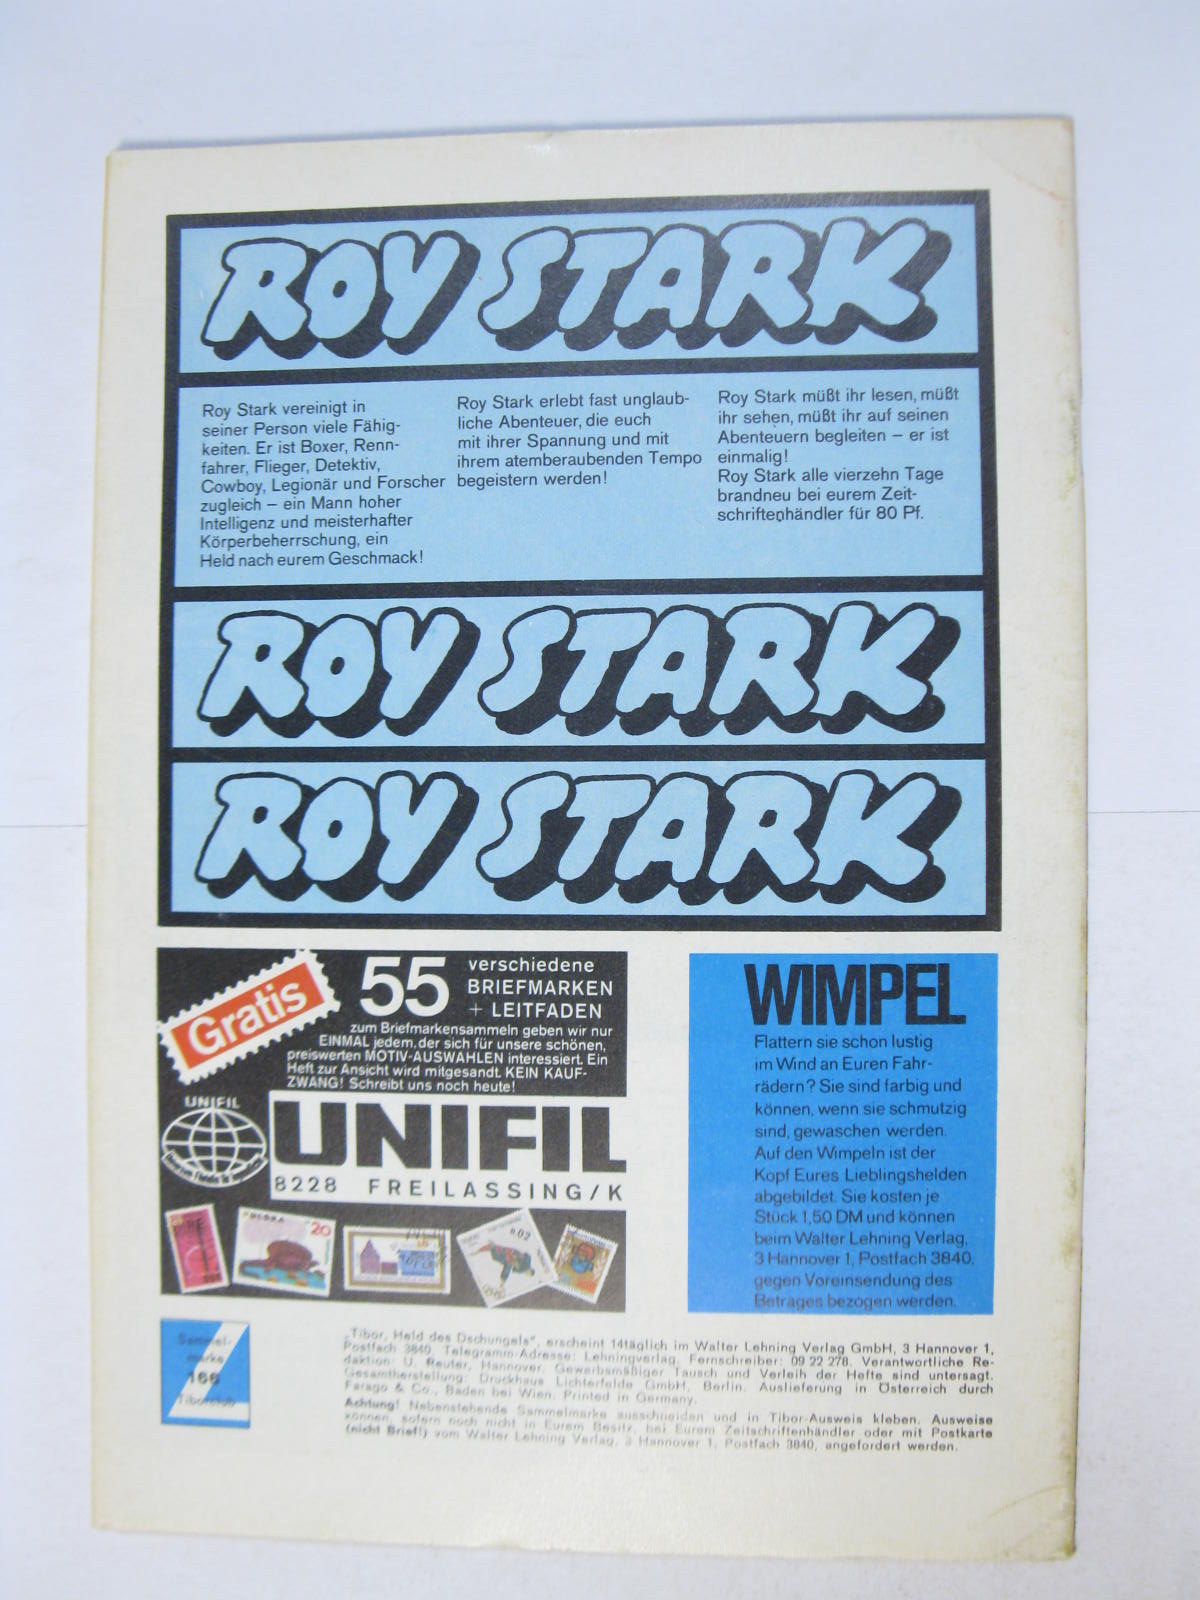 ROY STARK
Roy Stark vereinigt in
seiner Person viele Fähig-
keiten. Er ist Boxer, Renn-
fahrer, Flieger, Detektiv,
Cowboy, Legionär und Forscher
zugleich – ein Mann hoher
Intelligenz und meisterhafter
Körperbeherrschung, ein
Held nach eurem Geschmack!
Roy Stark erlebt fast unglaub-
liche Abenteuer, die euch
mit ihrer Spannung und mit
ihrem atemberaubenden Tempo
begeistern werden!
Roy Stark müßt ihr lesen, müßt
ihr sehen, müßt ihr auf seinen
Abenteuern begleiten – er ist
einmalig!
Roy Stark alle vierzehn Tage
brandneu bei eurem Zeit-
schriftenhändler für 80 Pf.
ROY STARK
ROY STARK
Gratis
55 verschiedene
BRIEFMARKEN
+ LEITFADEN
zum Briefmarkensammeln geben wir nur
EINMAL jedem, der sich für unsere schönen,
preiswerten MOTIV-AUSWAHLEN interessiert. Ein
Heft zur Ansicht wird mitgesandt. KEIN KAUF-
ZWANG! Schreibt uns noch heute!
UNIFIL
UNIFIL
8228 FREILASSING/K
POLSKA
20
WIMPEL
Flattern sie schon lustig
im Wind an Euren Fahr-
rädern? Sie sind farbig und
können, wenn sie schmutzig
sind, gewaschen werden.
Auf den Wimpeln ist der
Kopf Eures Lieblingshelden
abgebildet. Sie kosten je
Stück 1,50 DM und können
beim Walter Lehning Verlag,
3 Hannover 1, Postfach 3840,
gegen Voreinsendung des
Betrages bezogen werden.
Sammel-
marke
166
Tiborclub
„Tibor, Held des Dschungels", erscheint 14täglich im Walter Lehning Verlag GmbH, 3 Hannover 1,
Postfach 3840, Telegramm-Adresse: Lehningverlag, Fernschreiber: 09 22 278. Verantwortliche Re-
daktion: U. Reuter, Hannover. Gewerbsmäßiger Tausch und Verleih der Hefte sind untersagt.
Gesamtherstellung: Druckhaus Lichterfelde GmbH, Berlin. Auslieferung in Österreich durch
Farago & Co., Baden bei Wien. Printed in Germany.
Achtung! Nebenstehende Sammelmarke ausschneiden und in Tibor-Ausweis kleben. Ausweise
können, sofern noch nicht in Eurem Besitz, bei Eurem Zeitschriftenhändler oder mit Postkarte
(nicht Brief!) vom Walter Lehning Verlag, 3 Hannover 1, Postfach 3840, angefordert werden.